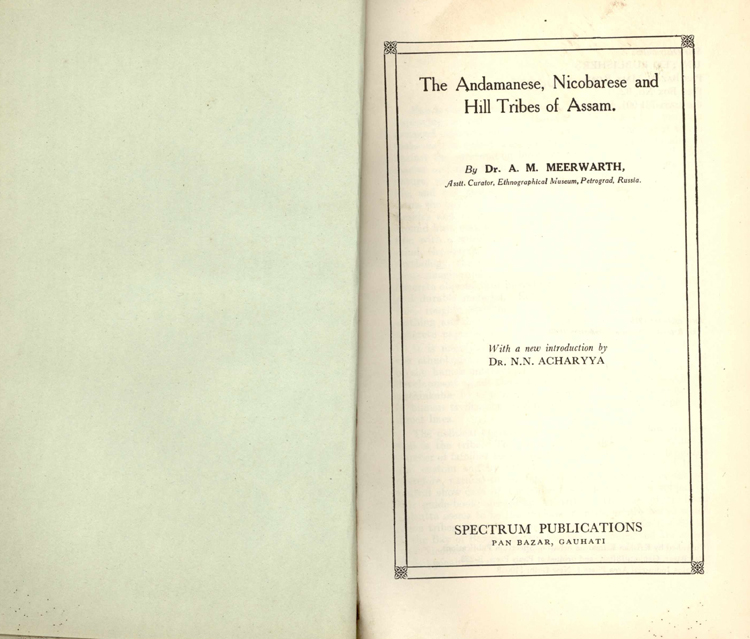 The Andamanese, Nicobarese and
Hill Tribes of Assam.
By Dr. A. M. MEERWARTH,
Asstt. Curator, Ethnographical Museum, Petrograd, Russia.
With a new introduction by
DR. N.N. ACHARYYA
SPECTRUM PUBLICATIONS
PAN BAZAR, GAUHATI